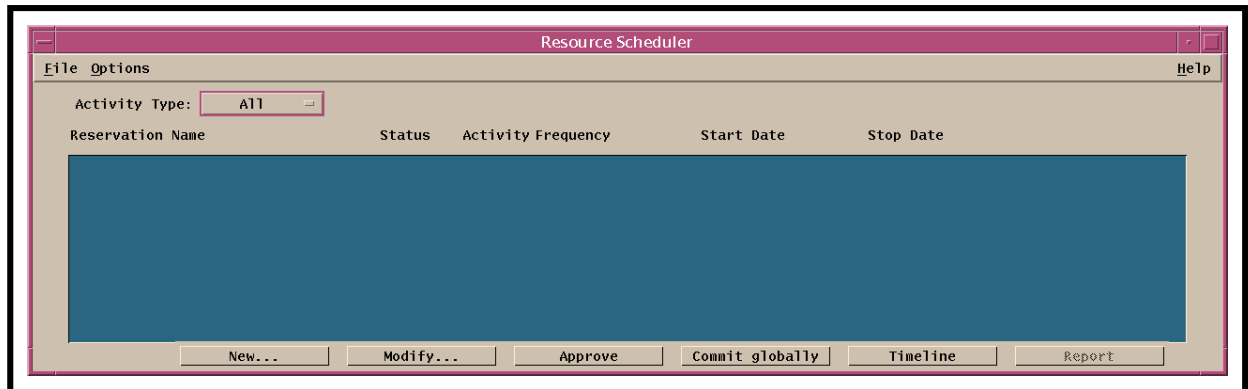 Resource Scheduler
File Options Help
Activity Type: All
Reservation Name Status Activity Frequency Start Date Stop Date
New... Modify... Approve Commit globally Timeline Report